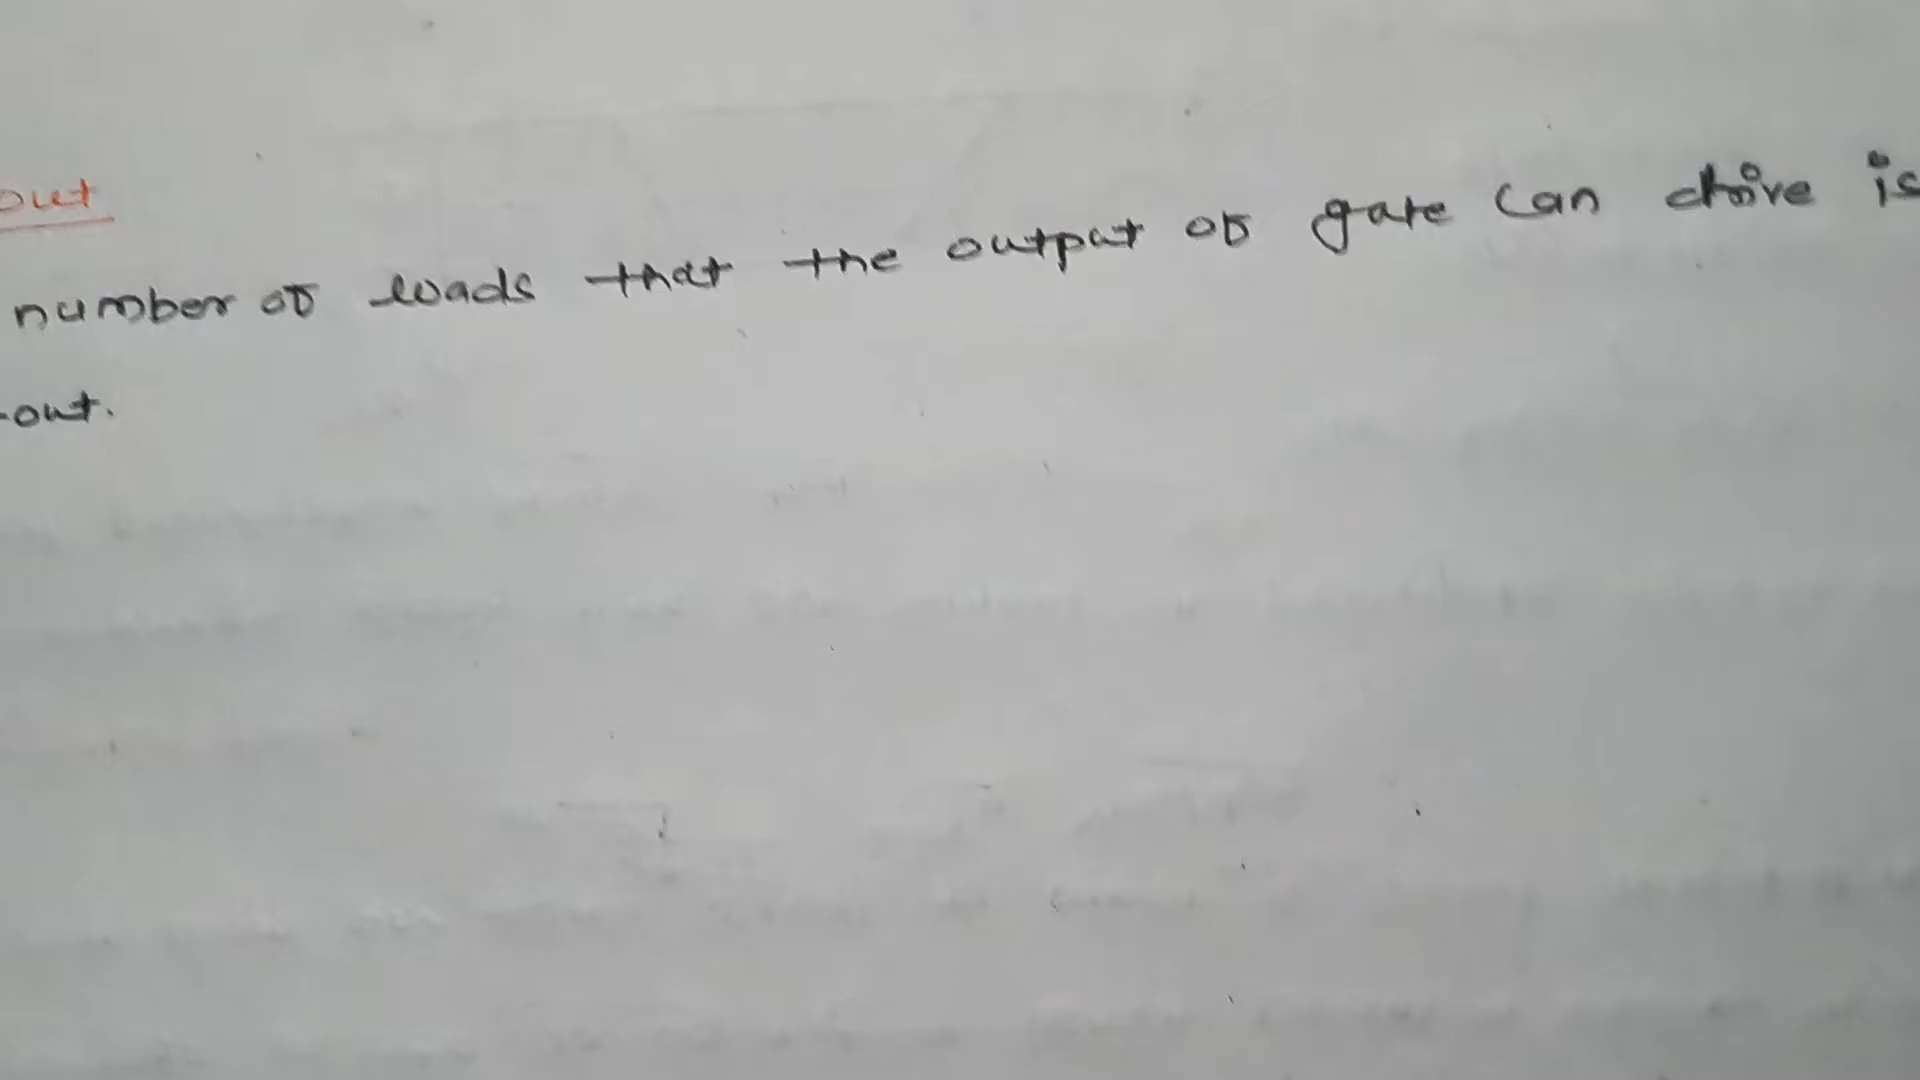 out
number of loads that the output of gate can drive is
-out.